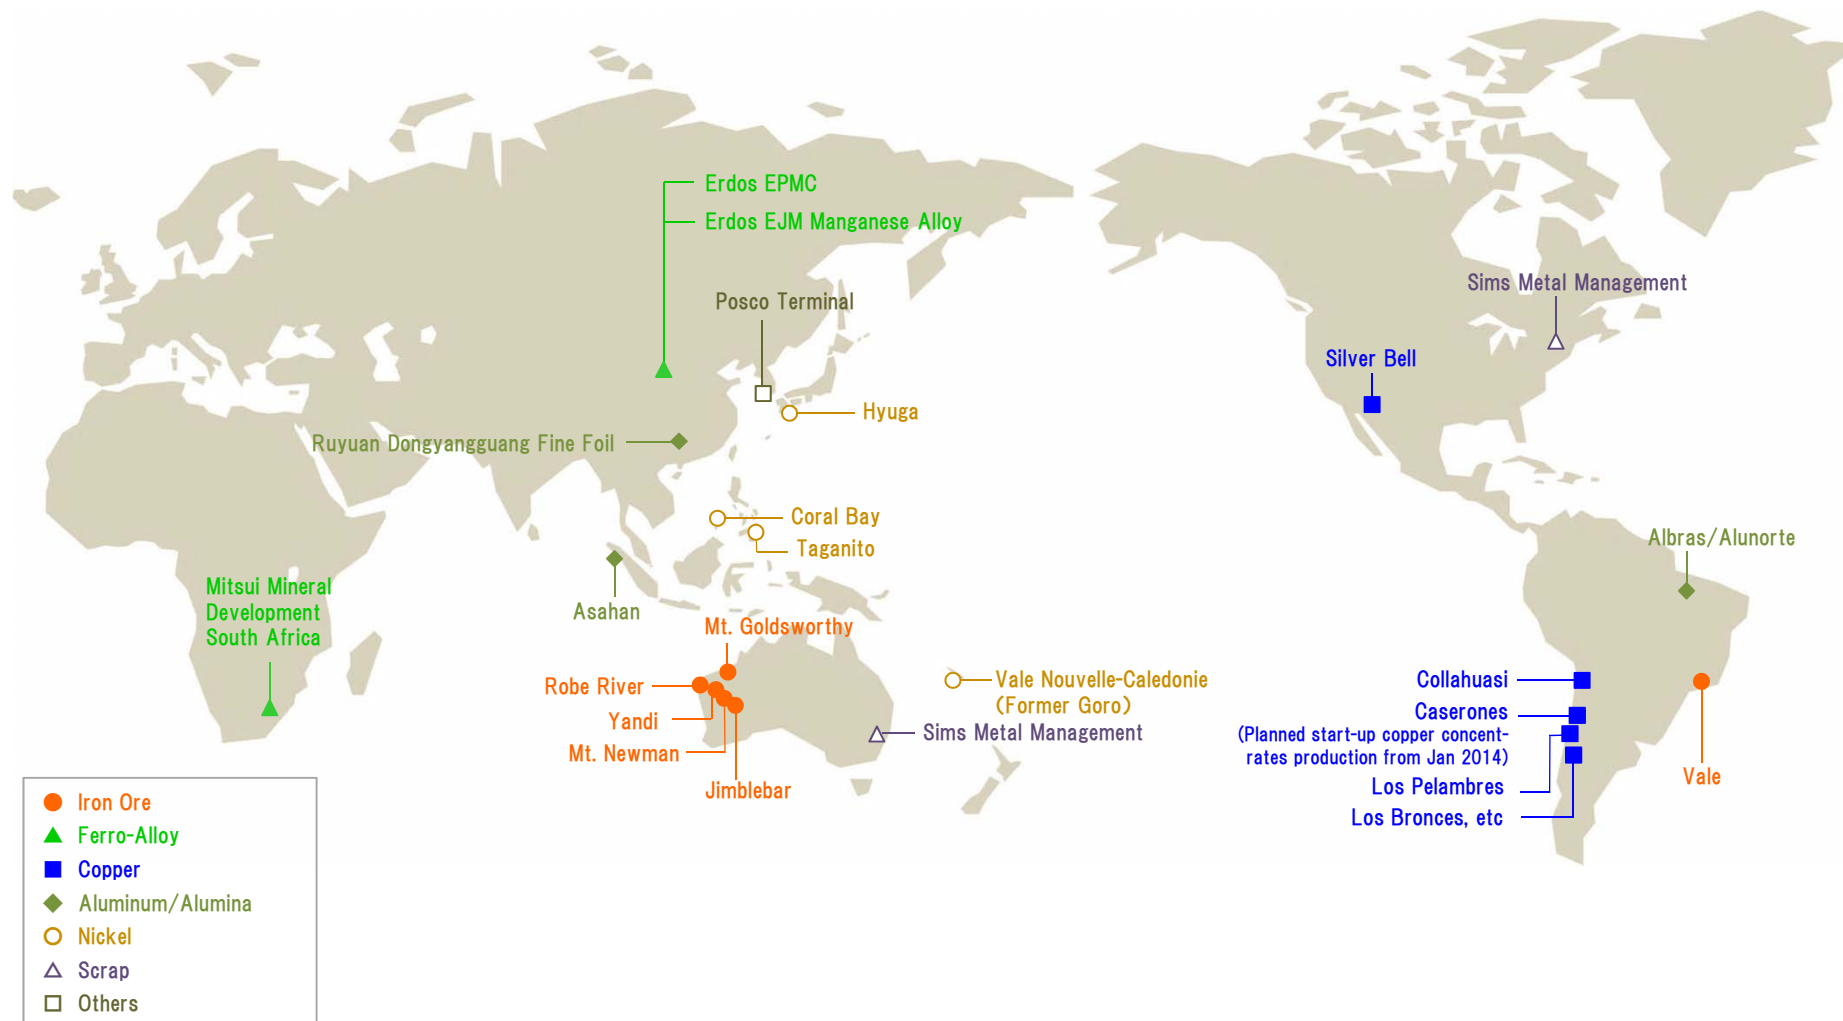 Erdos EPMC
Erdos EJM Manganese Alloy
Sims Metal Management
Posco Terminal
Silver Bell
Hyuga
Ruyuan Dongyangguang Fine Foil
Coral Bay
Albras/Alunorte
Taganito
Mitsui Mineral
Development
South Africa
Asahan
Mt. Goldsworthy
Robe River
Vale Nouvelle-Caledonie
(Former Goro)
Collahuasi
Yandi
Caserones
(Planned start-up copper concent-
rates production from Jan 2014)
Sims Metal Management
Mt. Newman
Vale
Jimblebar
Los Pelambres
Los Bronces, etc
Iron Ore
Ferro-Alloy
Copper
Aluminum/Alumina
Nickel
Scrap
Others